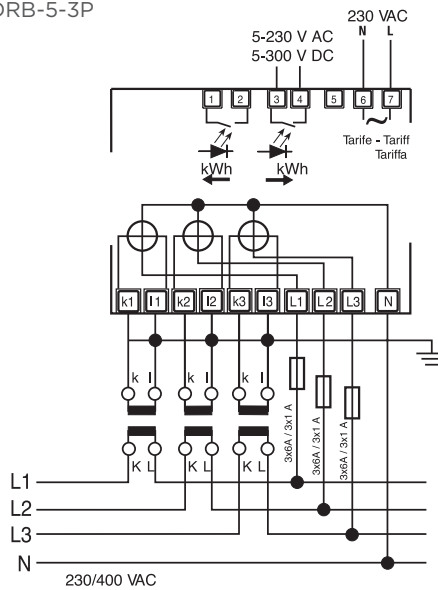 ORB-5-3P
230 VAC
N L
5-230 V AC
5-300 V DC
1 2 3 4 5 6 7
Tarife - Tariff
Tariffa
kWh kWh
k1 l1 k2 l2 k3 l3 L1 L2 L3 N
k l k l k l
3x6A / 3x1 A
3x6A / 3x1 A
3x6A / 3x1 A
K L K L K L
L1
L2
L3
N
230/400 VAC